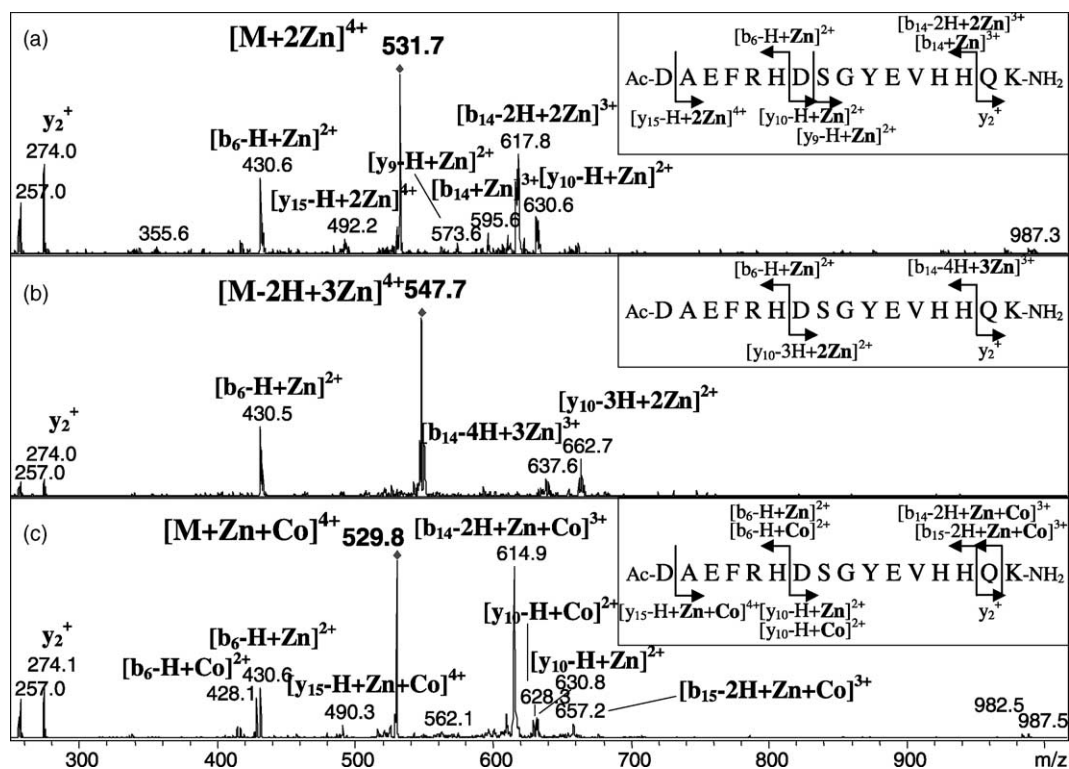 (a)
[M+2Zn]4+ 531.7
y2+
274.0
257.0
355.6
[b6-H+Zn]2+
430.6
[y15-H+2Zn]4+
492.2
[y9-H+Zn]2+
573.6
[b14+Zn]3+
595.6
[b14-2H+2Zn]3+
617.8
[y10-H+Zn]2+
630.6
987.3
[b6-H+Zn]2+
[b14-2H+2Zn]3+
[b14+Zn]3+
Ac-D A E F R H D S G Y E V H H Q K-NH2
[y15-H+2Zn]4+ [y10-H+Zn]2+ y2+
[y9-H+Zn]2+
(b)
[M-2H+3Zn]4+ 547.7
y2+
274.0
257.0
[b6-H+Zn]2+
430.5
[b14-4H+3Zn]3+
637.6
[y10-3H+2Zn]2+
662.7
[b6-H+Zn]2+ [b14-4H+3Zn]3+
Ac-D A E F R H D S G Y E V H H Q K-NH2
[y10-3H+2Zn]2+ y2+
(c)
[M+Zn+Co]4+ 529.8
y2+
274.1
257.0
[b6-H+Co]2+
428.1
[b6-H+Zn]2+
430.6
[y15-H+Zn+Co]4+
490.3
562.1
[b14-2H+Zn+Co]3+
614.9
[y10-H+Co]2+
628.3
[y10-H+Zn]2+
630.8
657.2
[b15-2H+Zn+Co]3+
982.5
987.5
[b6-H+Zn]2+ [b14-2H+Zn+Co]3+
[b6-H+Co]2+ [b15-2H+Zn+Co]3+
Ac-D A E F R H D S G Y E V H H Q K-NH2
[y15-H+Zn+Co]4+ [y10-H+Zn]2+ y2+
[y10-H+Co]2+
300 400 500 600 700 800 900 m/z